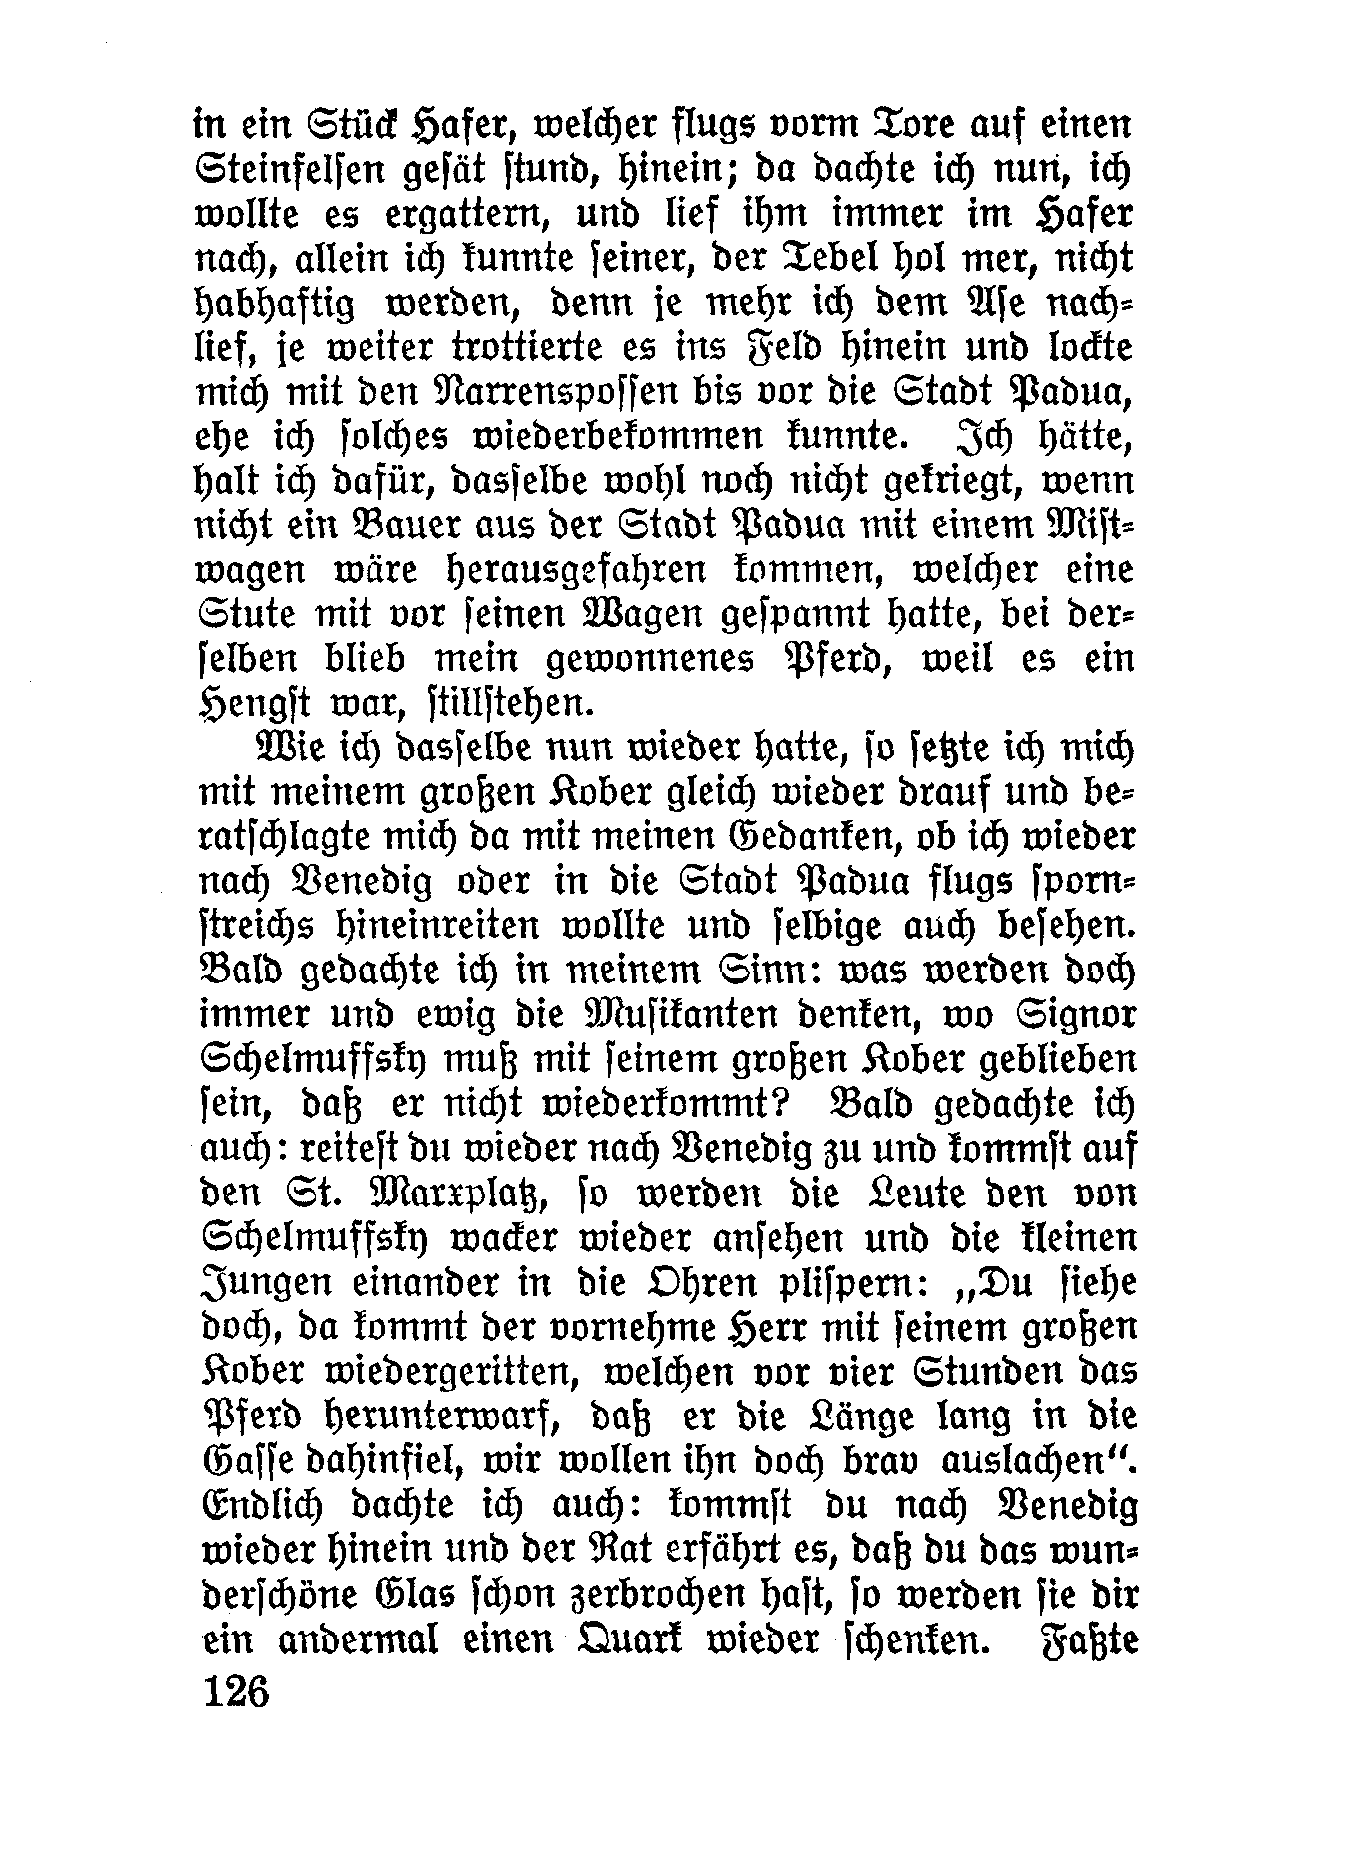 in ein Stück Hafer, welcher flugs vorm Tore auf einen
Steinfelſen geſät ſtund, hinein; da dachte ich nun, ich
wollte es ergattern, und lief ihm immer im Hafer
nach, allein ich kunnte ſeiner, der Tebel hol mer, nicht
habhaftig werden, denn je mehr ich dem Aſe nach-
lief, je weiter trottierte es ins Feld hinein und lockte
mich mit den Narrenspoſſen bis vor die Stadt Padua,
ehe ich ſolches wiederbekommen kunnte. Ich hätte,
halt ich dafür, dasſelbe wohl noch nicht gekriegt, wenn
nicht ein Bauer aus der Stadt Padua mit einem Miſt-
wagen wäre herausgefahren kommen, welcher eine
Stute mit vor ſeinen Wagen geſpannt hatte, bei der-
ſelben blieb mein gewonnenes Pferd, weil es ein
Hengſt war, ſtillſtehen.
Wie ich dasſelbe nun wieder hatte, ſo ſetzte ich mich
mit meinem großen Kober gleich wieder drauf und be-
ratſchlagte mich da mit meinen Gedanken, ob ich wieder
nach Venedig oder in die Stadt Padua flugs ſporn-
ſtreichs hineinreiten wollte und ſelbige auch beſehen.
Bald gedachte ich in meinem Sinn: was werden doch
immer und ewig die Muſikanten denken, wo Signor
Schelmuffsky muß mit ſeinem großen Kober geblieben
ſein, daß er nicht wiederkommt? Bald gedachte ich
auch: reiteſt du wieder nach Venedig zu und kommſt auf
den St. Marxplatz, ſo werden die Leute den von
Schelmuffsky wacker wieder anſehen und die kleinen
Jungen einander in die Ohren pliſpern: „Du ſiehe
doch, da kommt der vornehme Herr mit ſeinem großen
Kober wiedergeritten, welchen vor vier Stunden das
Pferd herunterwarf, daß er die Länge lang in die
Gaſſe dahinfiel, wir wollen ihn doch brav auslachen“.
Endlich dachte ich auch: kommſt du nach Venedig
wieder hinein und der Rat erfährt es, daß du das wun-
derſchöne Glas ſchon zerbrochen haſt, ſo werden ſie dir
ein andermal einen Quark wieder ſchenken. Faßte
126